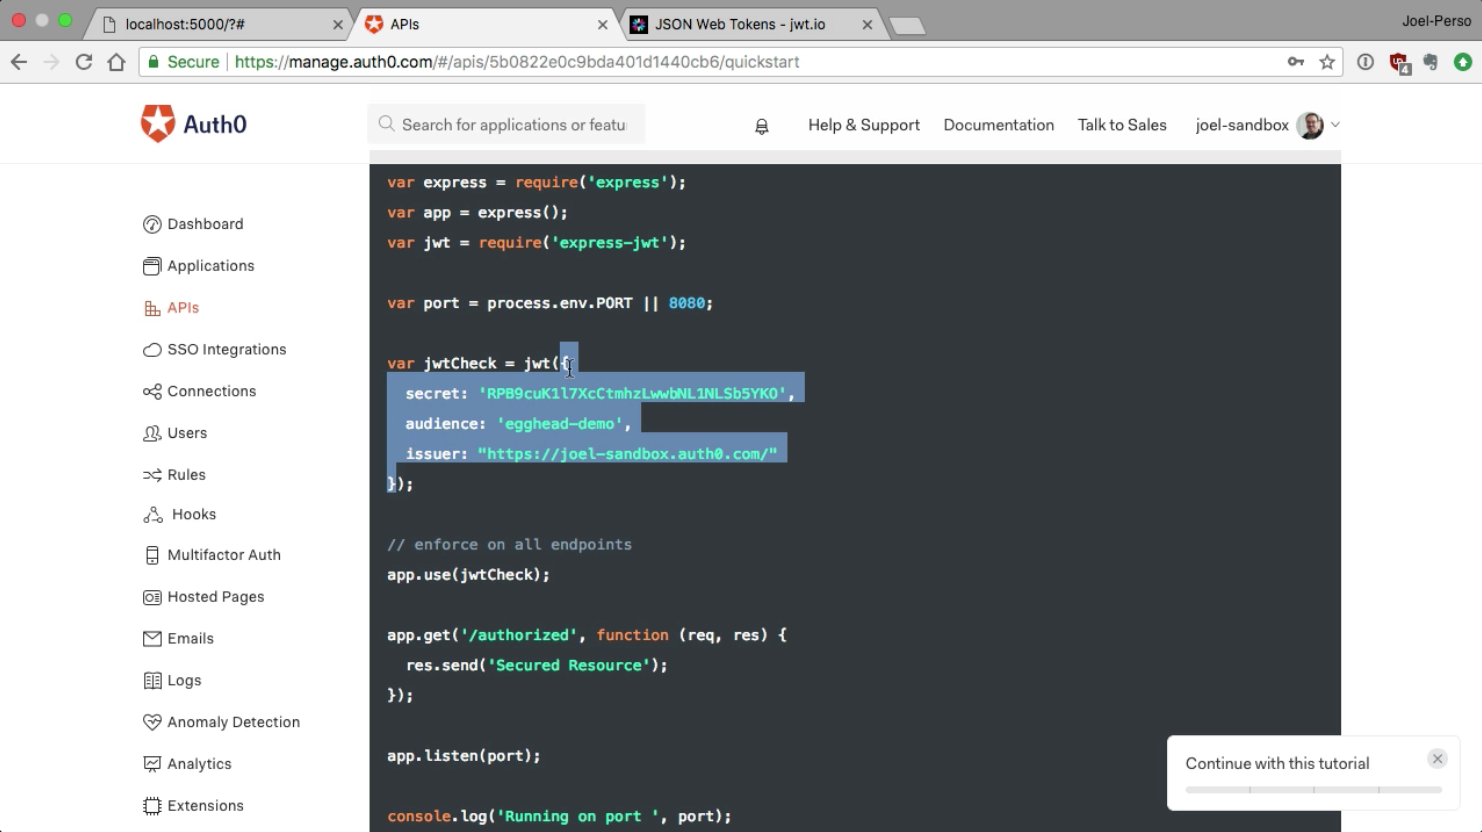 localhost:5000/?#
APIs
JSON Web Tokens - jwt.io
Joel-Perso
Secure
https://manage.auth0.com/#/apis/5b0822e0c9bda401d1440cb6/quickstart
4
Auth0
Search for applications or featu
Help & Support
Documentation
Talk to Sales
joel-sandbox
Dashboard
Applications
APIs
SSO Integrations
Connections
Users
Rules
Hooks
Multifactor Auth
Hosted Pages
Emails
Logs
Anomaly Detection
Analytics
Extensions
var express = require('express');
var app = express();
var jwt = require('express-jwt');
var port = process.env.PORT || 8080;
var jwtCheck = jwt({
secret: 'RPB9cuK1l7XcCtmhzLwwbNL1NLSb5YKO',
audience: 'egghead-demo',
issuer: "https://joel-sandbox.auth0.com/"
});
// enforce on all endpoints
app.use(jwtCheck);
app.get('/authorized', function (req, res) {
res.send('Secured Resource');
});
app.listen(port);
console.log('Running on port ', port);
Continue with this tutorial